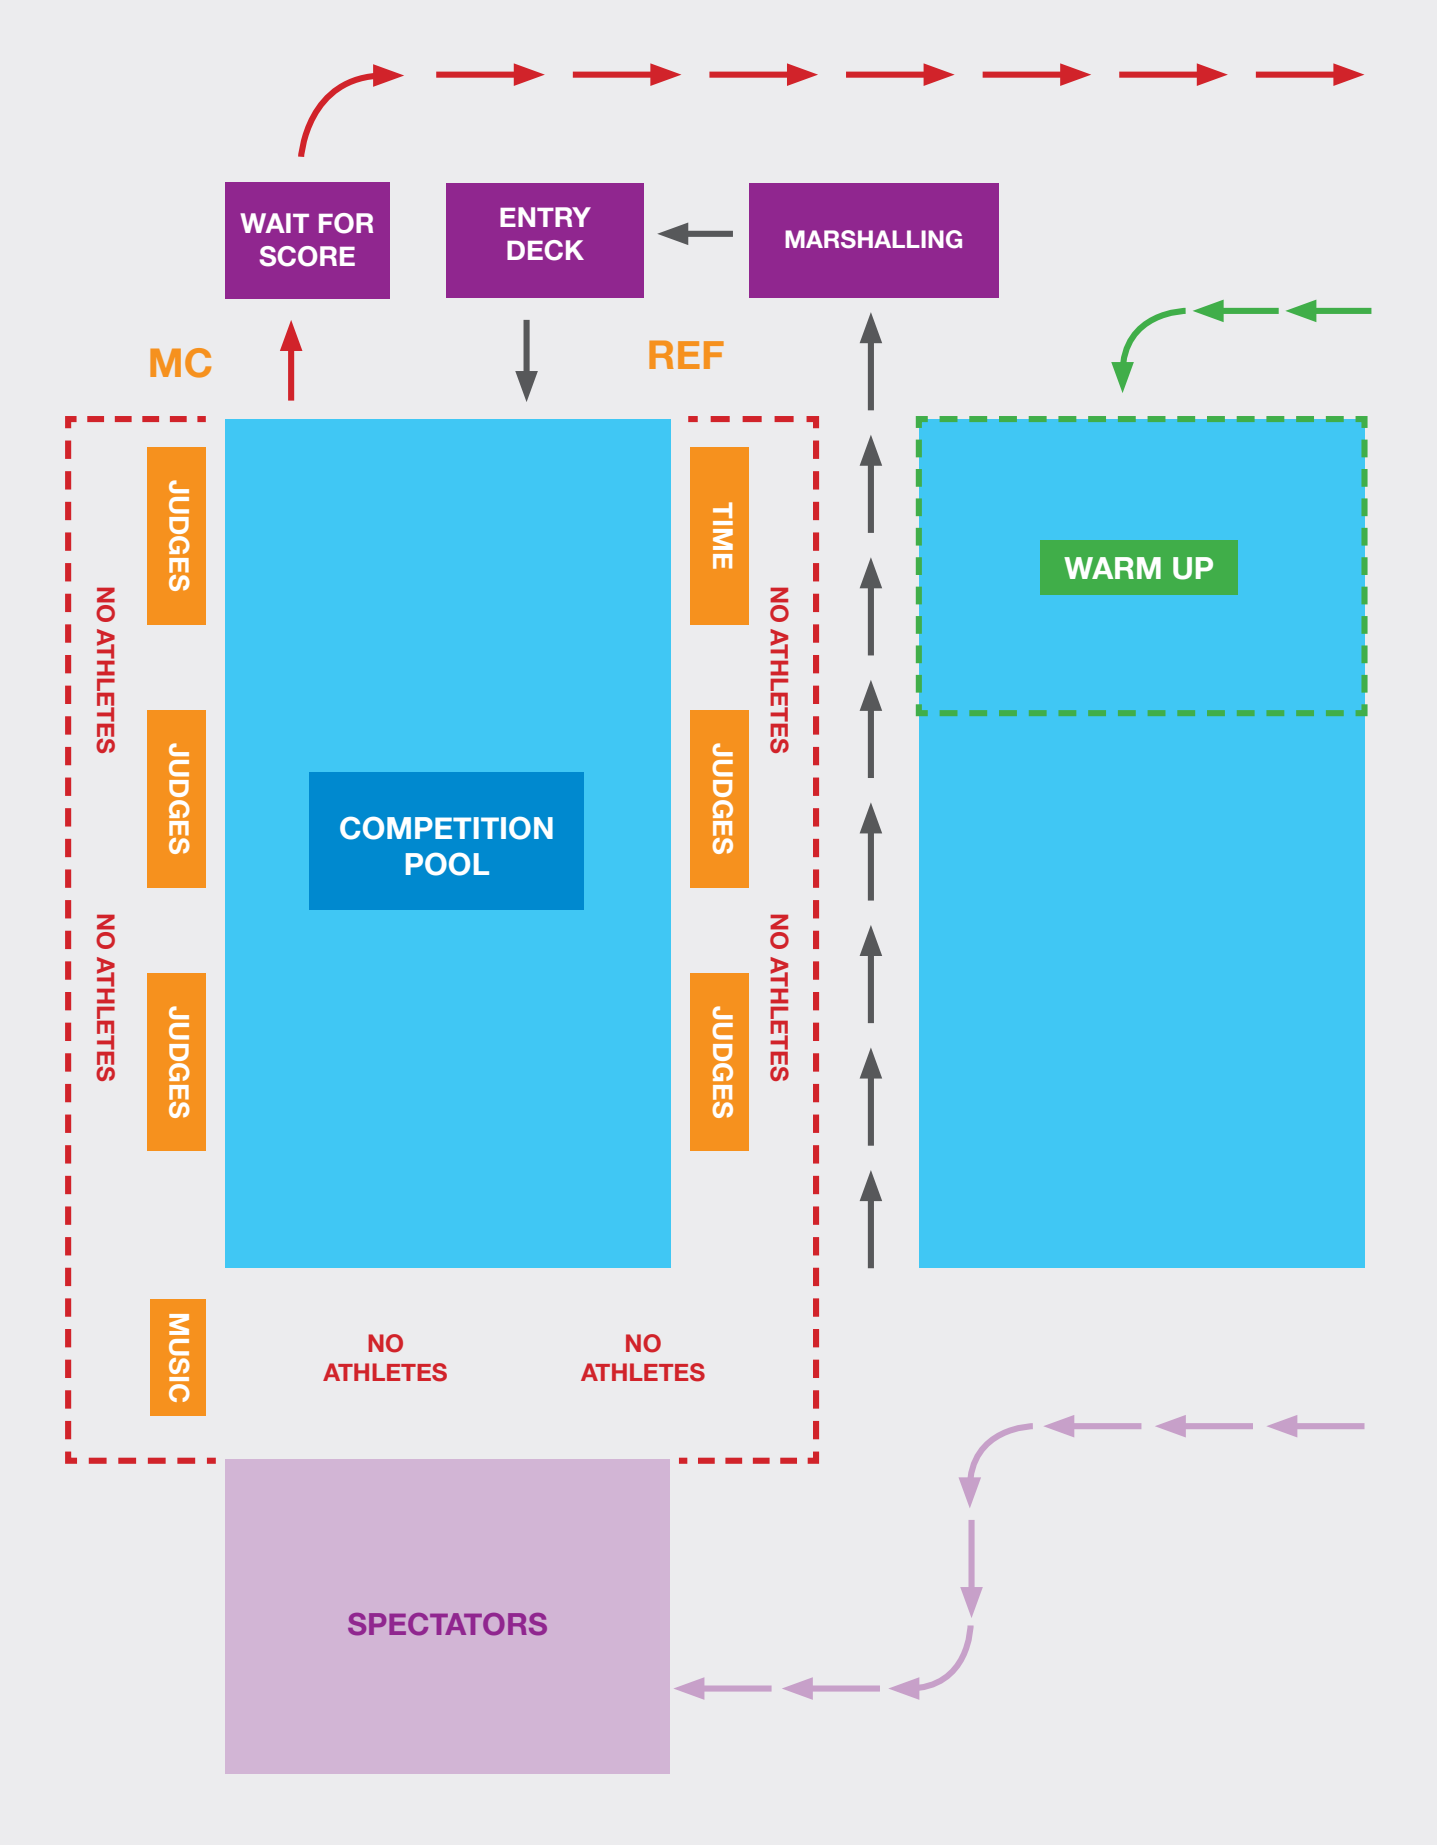 WAIT FOR
SCORE
ENTRY
DECK
MARSHALLING
MC
REF
JUDGES
TIME
NO ATHLETES
NO ATHLETES
WARM UP
JUDGES
COMPETITION
POOL
JUDGES
NO ATHLETES
NO ATHLETES
JUDGES
JUDGES
MUSIC
NO
ATHLETES
NO
ATHLETES
SPECTATORS